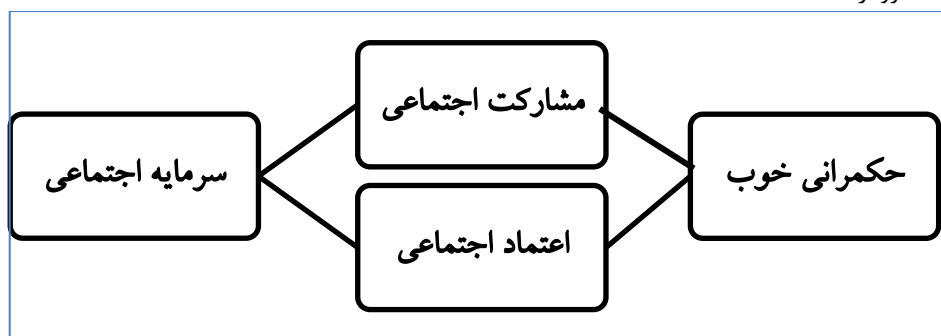 مشارکت اجتماعی
حکمرانی خوب
سرمایه اجتماعی
اعتماد اجتماعی